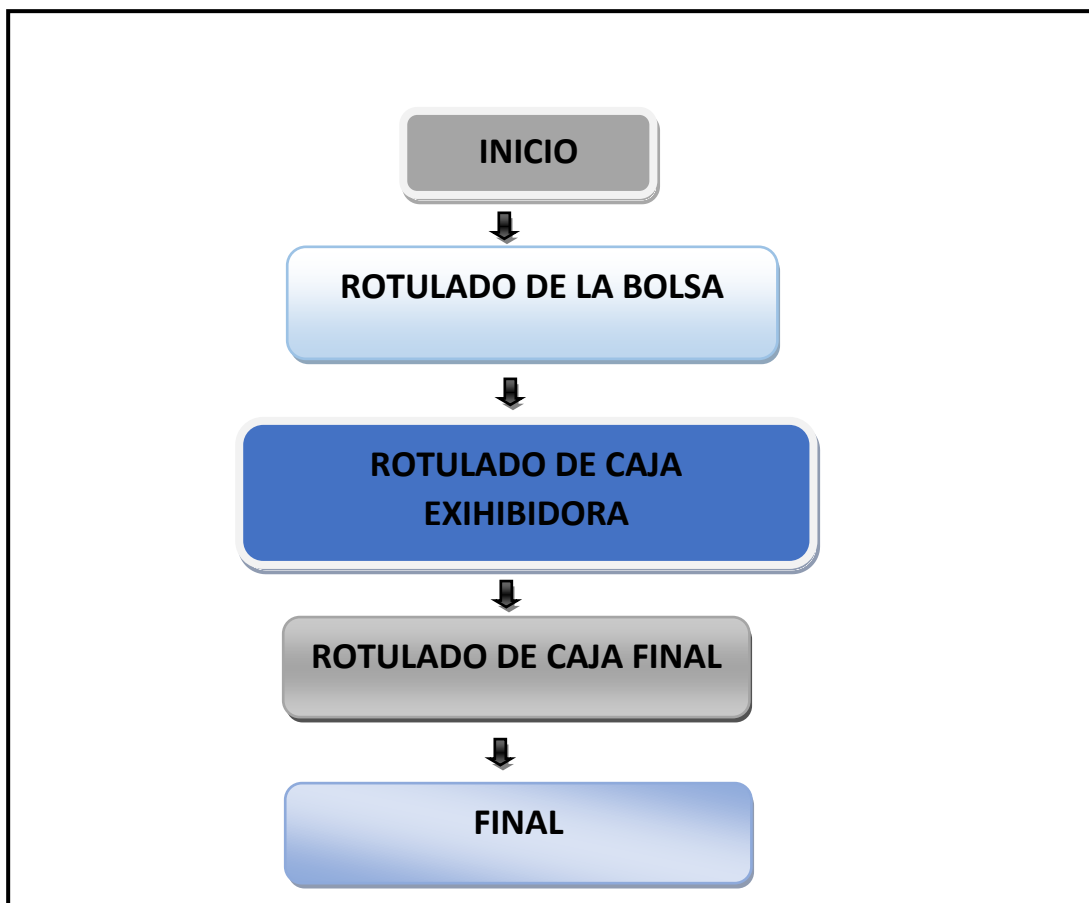 INICIO
ROTULADO DE LA BOLSA
ROTULADO DE CAJA
EXIHIBIDORA
ROTULADO DE CAJA FINAL
FINAL